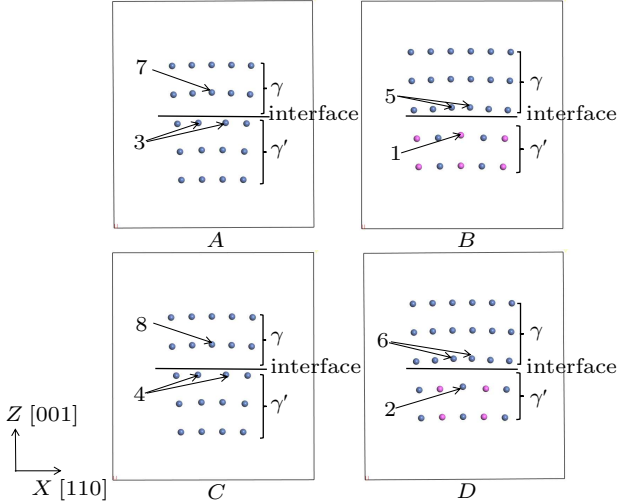 7
γ
interface
3
γ′
A
5
γ
interface
1
γ′
B
8
γ
interface
4
γ′
C
6
γ
interface
2
γ′
D
Z [001]
X [110]